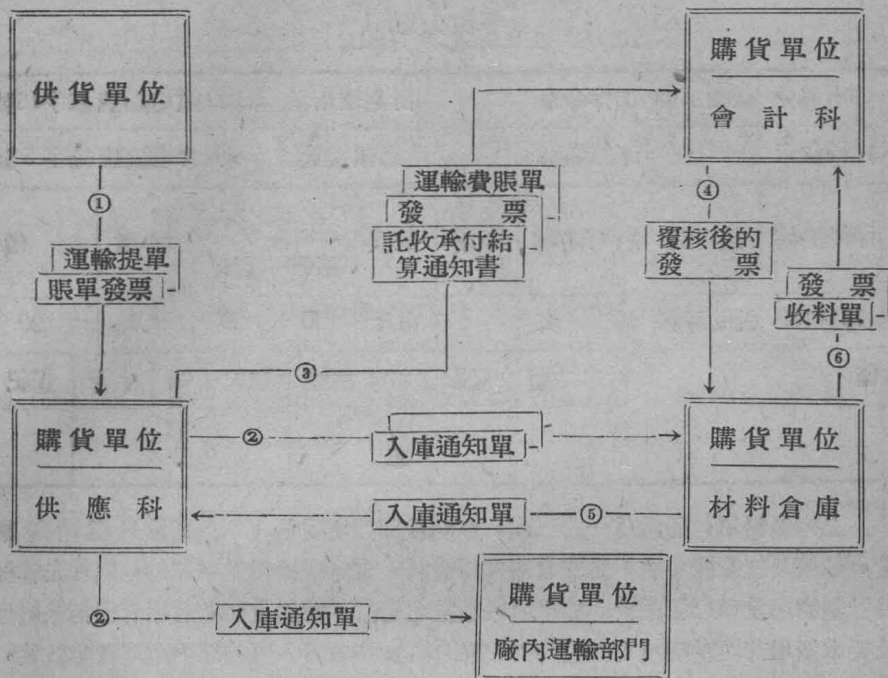 供貨單位
購貨單位
會計科
①
運輸提單
賬單發票
運輸費賬單
發票
託收承付結
算通知書
④
覆核後的
發票
發票
收料單
⑥
③
購貨單位
供應科
②
入庫通知單
購貨單位
材料倉庫
入庫通知單
⑤
②
入庫通知單
購貨單位
廠內運輸部門